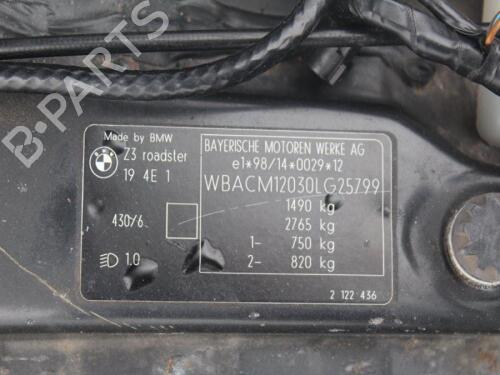 B-PARTS
Made by BMW
Z3 roadster
19 4E 1
430/6
1.0
BAYERISCHE MOTOREN WERKE AG
e1*98/14*0029*12
WBACM12030LG25799
1490 kg
2765 kg
1- 750 kg
2- 820 kg
2 122 436